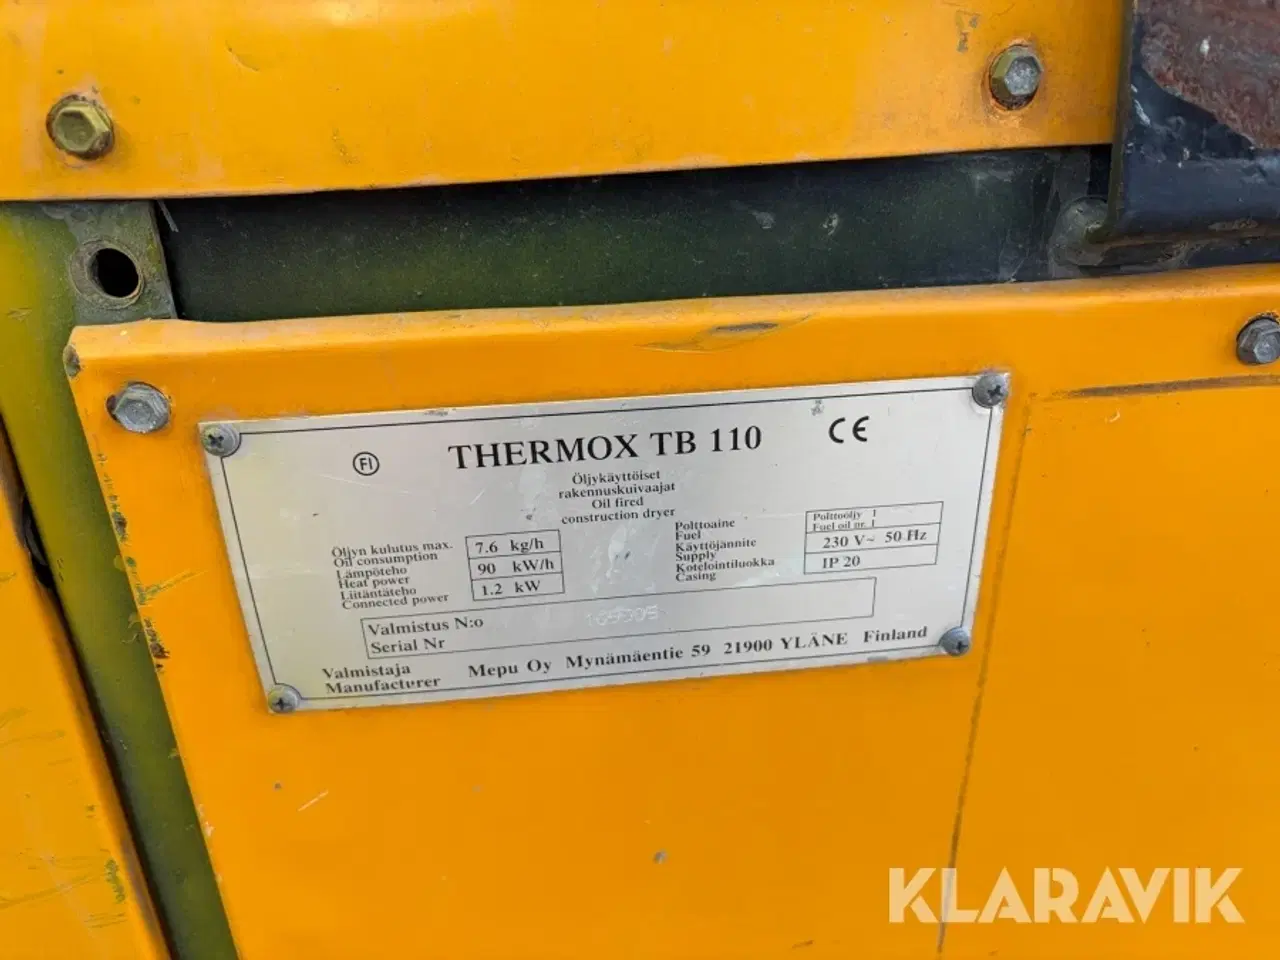 FI
THERMOX TB 110
CE
Öljykäyttöiset
rakennuskuivaajat
Oil fired
construction dryer
Öljyn kulutus max. 7.6 kg/h
Oil consumption
Lämpöteho 90 kW/h
Heat power
Liitäntäteho 1.2 kW
Connected power
Polttoaine Polttoöljy 1
Fuel Fuel oil nr. 1
Käyttöjännite 230 V~ 50 Hz
Supply
Kotelointiluokka IP 20
Casing
Valmistus N:o
Serial Nr
Valmistaja
Manufacturer Mepu Oy Mynämäentie 59 21900 YLÄNE Finland
KLARAVIK